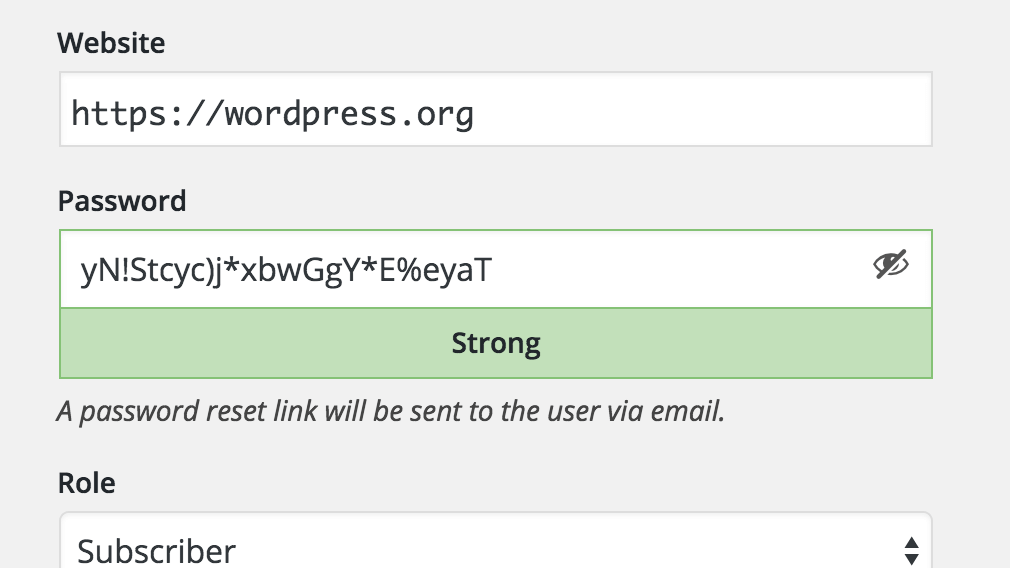 Website
https://wordpress.org
Password
yN!Stcyc)j*xbwGgY*E%eyaT
Strong
A password reset link will be sent to the user via email.
Role
Subscriber